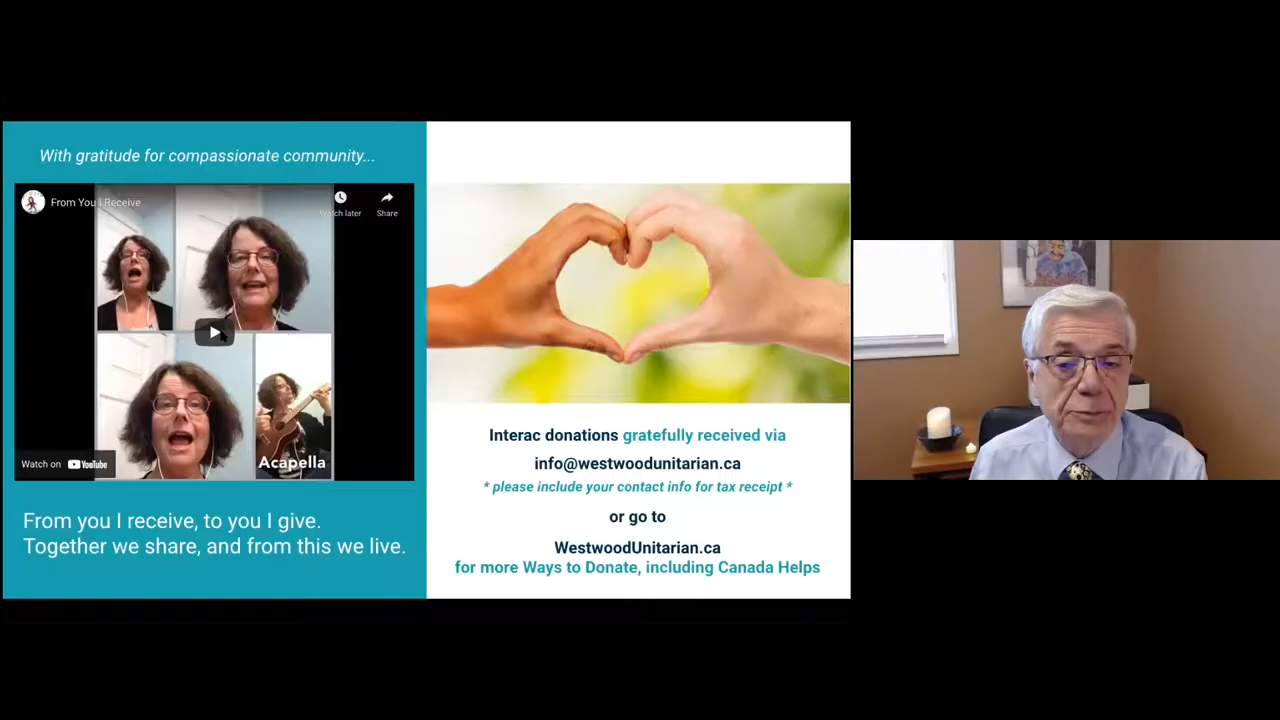 With gratitude for compassionate community...
From You I Receive
Watch later
Share
Acapella
Watch on YouTube
From you I receive, to you I give.
Together we share, and from this we live.
Interac donations gratefully received via
info@westwoodunitarian.ca
* please include your contact info for tax receipt *
or go to
WestwoodUnitarian.ca
for more Ways to Donate, including Canada Helps